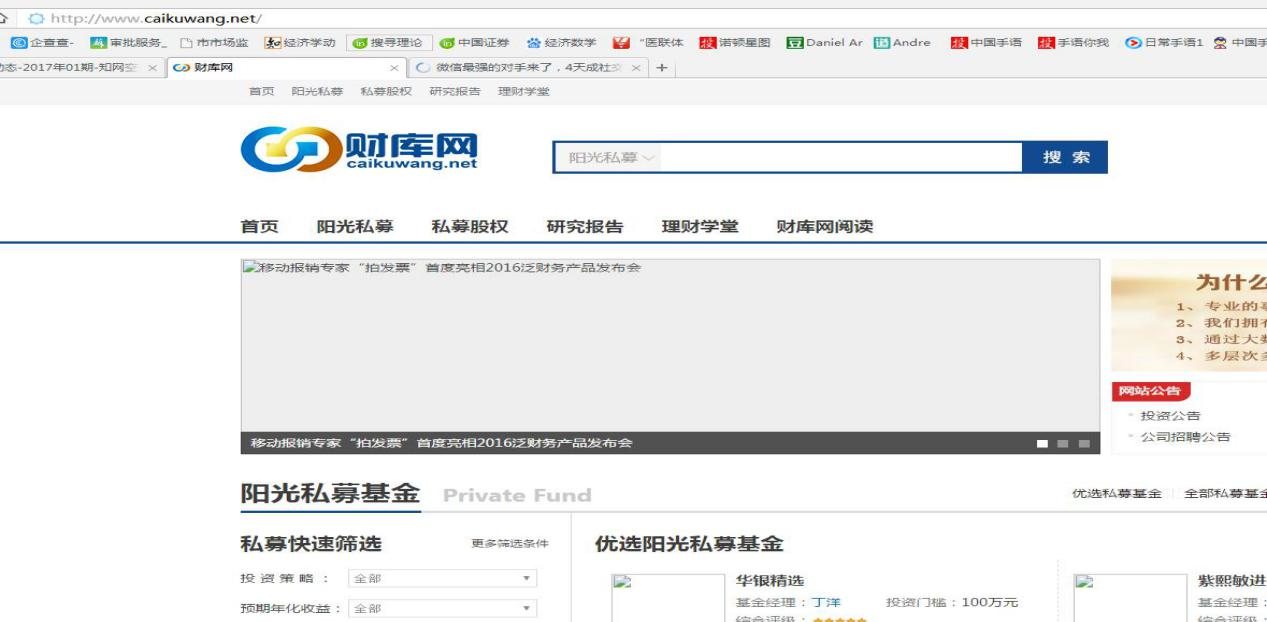 http://www.caikuwang.net/
企查查- 审批服务_ 市市场监 经济学动 搜寻理论 中国证券 经济数学 "医联体 诺顿星图 Daniel Ar Andre 中国手语 手语你我 日常手语1 中国手
态-2017年01期-知网空 × 财库网 × 微信最强的对手来了，4天成社交 × +
首页 阳光私募 私募股权 研究报告 理财学堂
财库网
caikuwang.net
阳光私募 搜 索
首页 阳光私募 私募股权 研究报告 理财学堂 财库网阅读
移动报销专家“拍发票”首度亮相2016泛财务产品发布会
为什么
1、专业的
2、我们拥有
3、通过大数
4、多层次多
网站公告
投资公告
公司招聘公告
移动报销专家“拍发票”首度亮相2016泛财务产品发布会
阳光私募基金 Private Fund 优选私募基金 全部私募基金
私募快速筛选 更多筛选条件 优选阳光私募基金
投 资 策 略 ： 全部
华银精选 紫熙敏进
预期年化收益： 全部
基金经理：丁洋 投资门槛：100万元 基金经理：
综合评级：★★★★★ 综合评级：